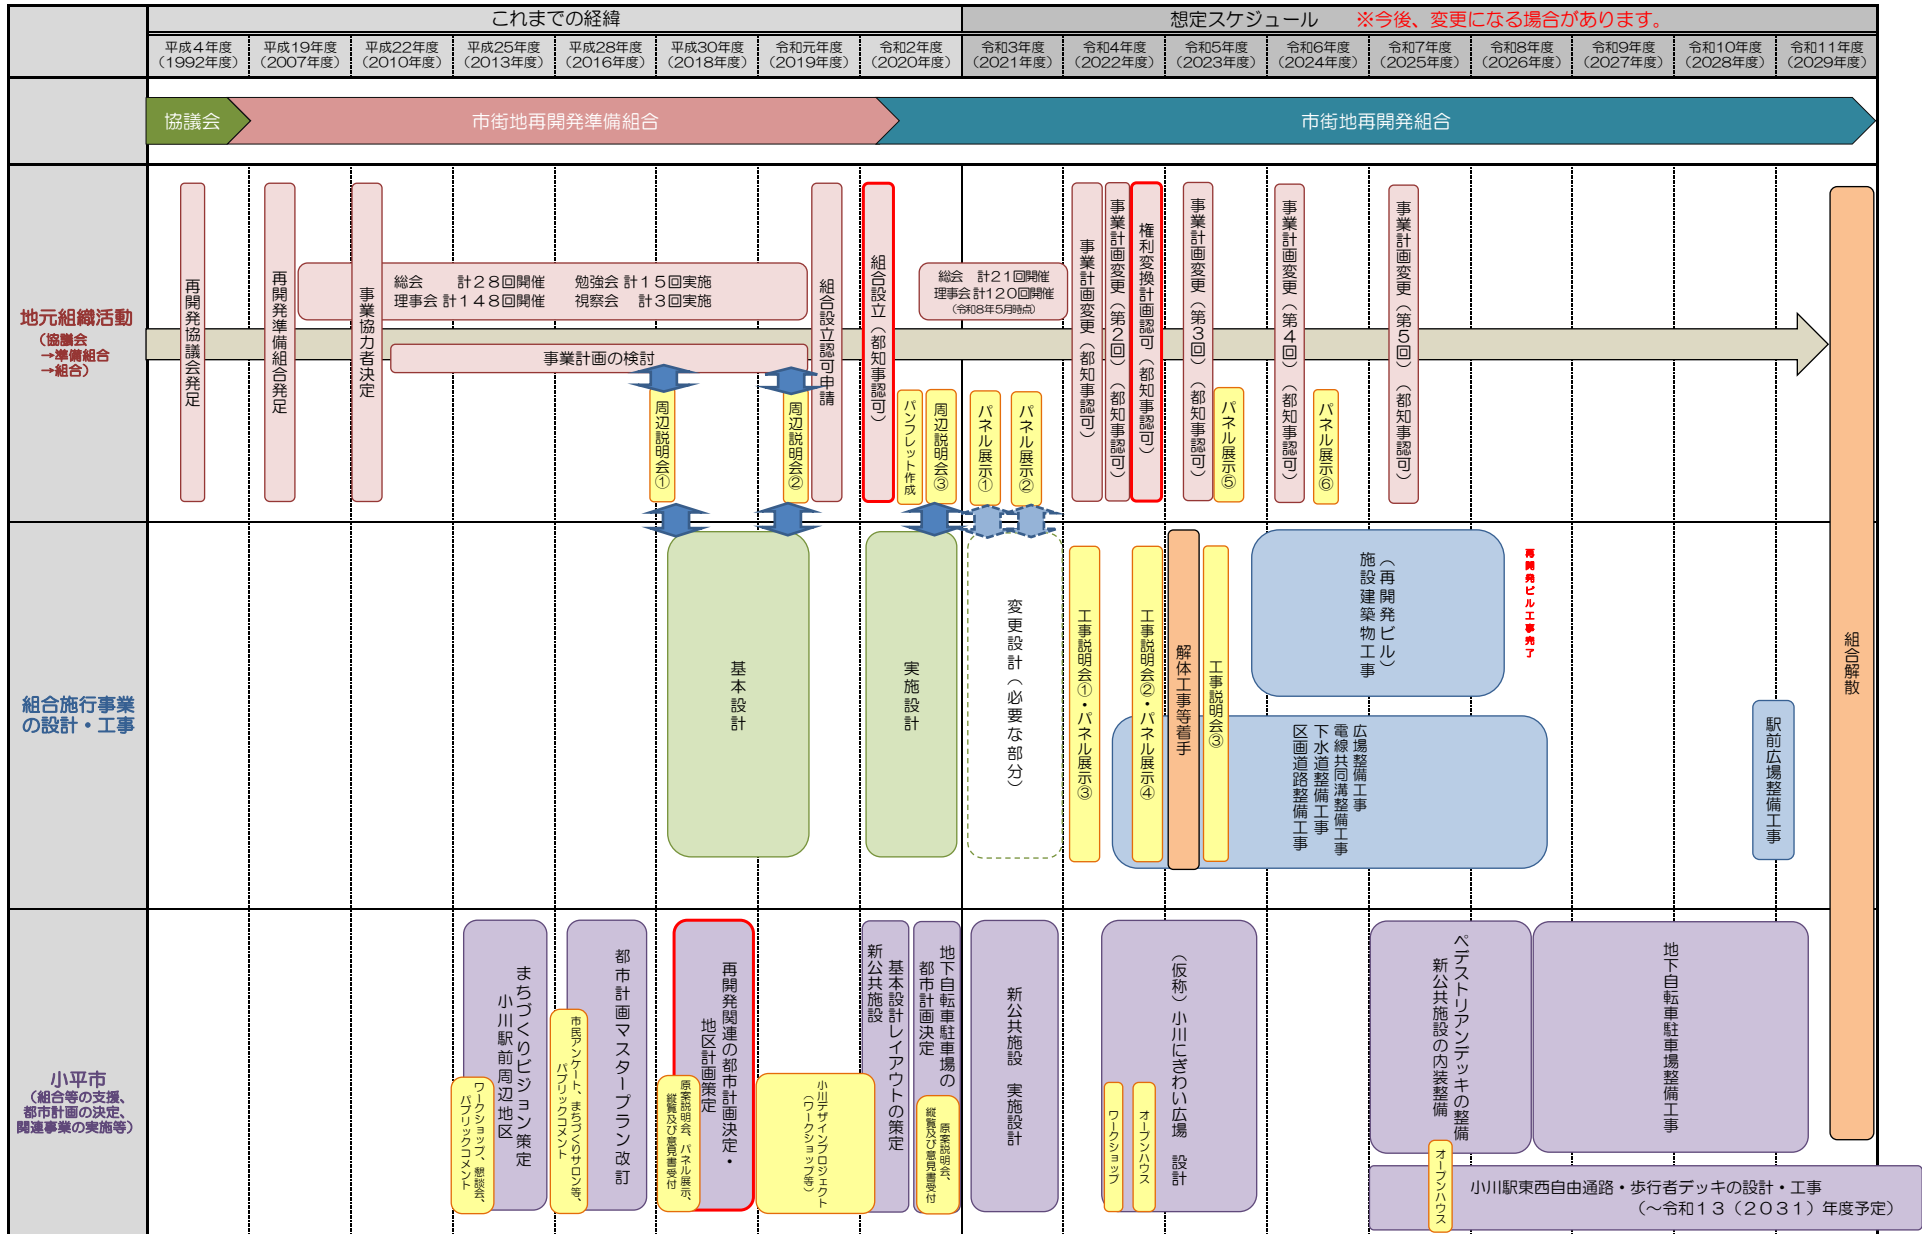 これまでの経緯
想定スケジュール　※今後、変更になる場合があります。
平成4年度
（1992年度）
平成19年度
（2007年度）
平成22年度
（2010年度）
平成25年度
（2013年度）
平成28年度
（2016年度）
平成30年度
（2018年度）
令和元年度
（2019年度）
令和2年度
（2020年度）
令和3年度
（2021年度）
令和4年度
（2022年度）
令和5年度
（2023年度）
令和6年度
（2024年度）
令和7年度
（2025年度）
令和8年度
（2026年度）
令和9年度
（2027年度）
令和10年度
（2028年度）
令和11年度
（2029年度）
協議会
市街地再開発準備組合
市街地再開発組合
地元組織活動
（協議会
→準備組合
→組合）
再開発協議会発足
再開発準備組合発足
事業協力者決定
総会　計２８回開催　勉強会 計１５回実施
理事会 計１４８回開催　視察会　計３回実施
事業計画の検討
周辺説明会①
周辺説明会②
組合設立認可申請
組合設立（都知事認可）
パンフレット作成
周辺説明会③
総会　計２１回開催
理事会 計１２０回開催
（令和8年5月時点）
パネル展示①
パネル展示②
事業計画変更（都知事認可）
事業計画変更（第２回）（都知事認可）
権利変換計画認可（都知事認可）
事業計画変更（第３回）（都知事認可）
パネル展示⑤
事業計画変更（第４回）（都知事認可）
パネル展示⑥
事業計画変更（第５回）（都知事認可）
組合解散
組合施行事業
の設計・工事
基本設計
実施設計
変更設計（必要な部分）
工事説明会①・パネル展示③
工事説明会②・パネル展示④
解体工事等着手
工事説明会③
（再開発ビル）
施設建築物工事
再開発ビル工事完了
広場整備工事
電線共同溝整備工事
下水道整備工事
区画道路整備工事
駅前広場整備工事
小平市
（組合等の支援、
都市計画の決定、
関連事業の実施等）
まちづくりビジョン策定
小川駅前周辺地区
ワークショップ、懇談会、
パブリックコメント
都市計画マスタープラン改訂
市民アンケート、まちづくりサロン等、
パブリックコメント
再開発関連の都市計画決定・
地区計画策定
原案説明会、パネル展示、
縦覧及び意見書受付
小川デザインプロジェクト
（ワークショップ等）
基本設計レイアウトの策定
新公共施設
地下自転車駐車場の
都市計画決定
原案説明会、
縦覧及び意見書受付
新公共施設　実施設計
（仮称）小川にぎわい広場　設計
ワークショップ
オープンハウス
ペデストリアンデッキの整備
新公共施設の内装整備
オープンハウス
地下自転車駐車場整備工事
小川駅東西自由通路・歩行者デッキの設計・工事
（～令和１３（２０３１）年度予定）